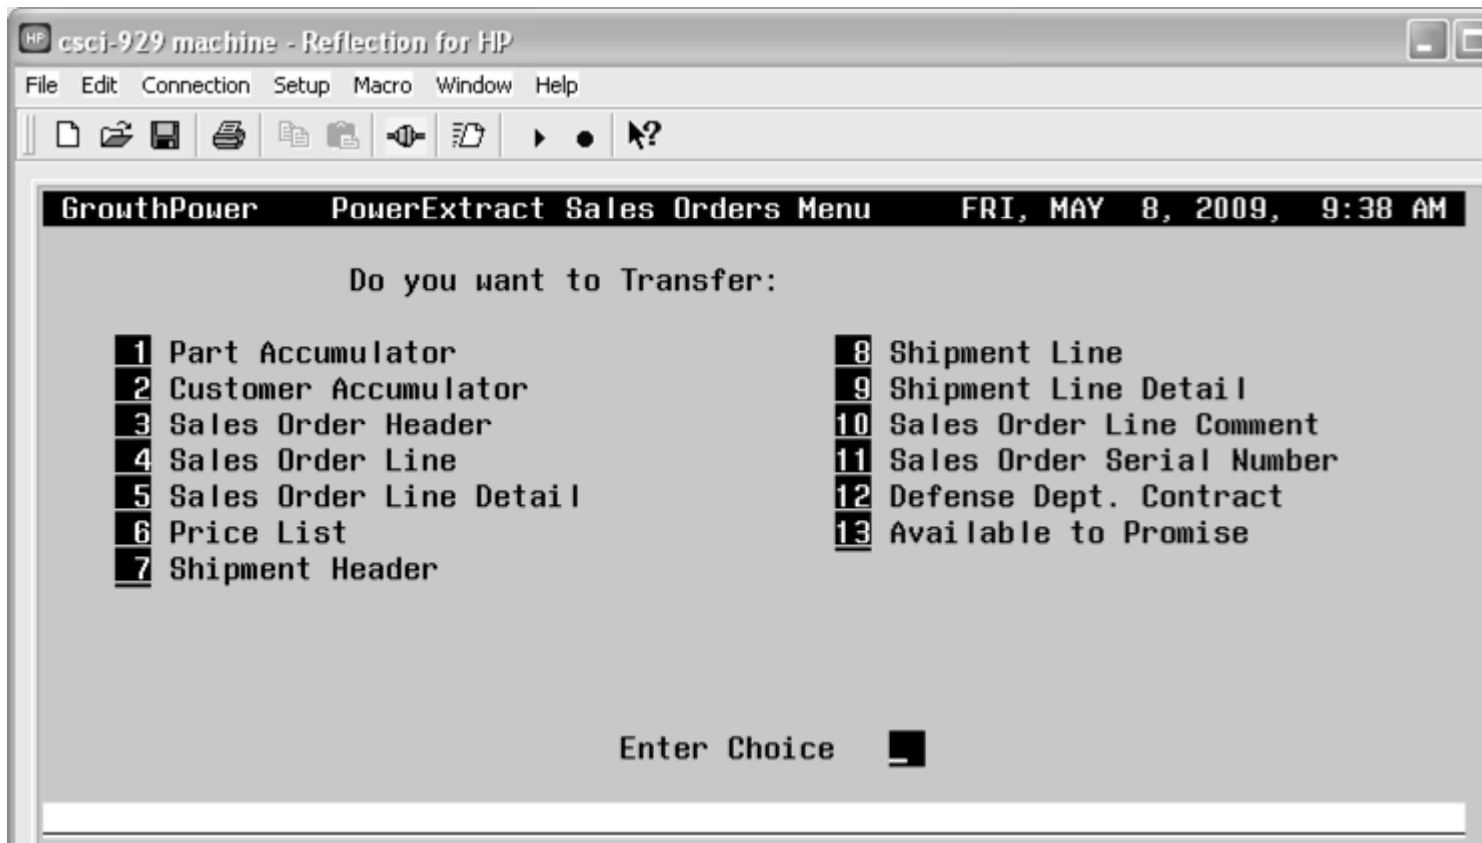 HP csci-929 machine - Reflection for HP
File Edit Connection Setup Macro Window Help
GrowthPower PowerExtract Sales Orders Menu FRI, MAY 8, 2009, 9:38 AM
Do you want to Transfer:
1 Part Accumulator
2 Customer Accumulator
3 Sales Order Header
4 Sales Order Line
5 Sales Order Line Detail
6 Price List
7 Shipment Header
8 Shipment Line
9 Shipment Line Detail
10 Sales Order Line Comment
11 Sales Order Serial Number
12 Defense Dept. Contract
13 Available to Promise
Enter Choice